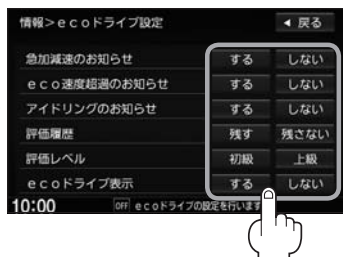 情報>ecoドライブ設定 ◀ 戻る
急加減速のお知らせ する しない
eco速度超過のお知らせ する しない
アイドリングのお知らせ する しない
評価履歴 残す 残さない
評価レベル 初級 上級
ecoドライブ表示 する しない
10:00 OFF ecoドライブの設定を行います